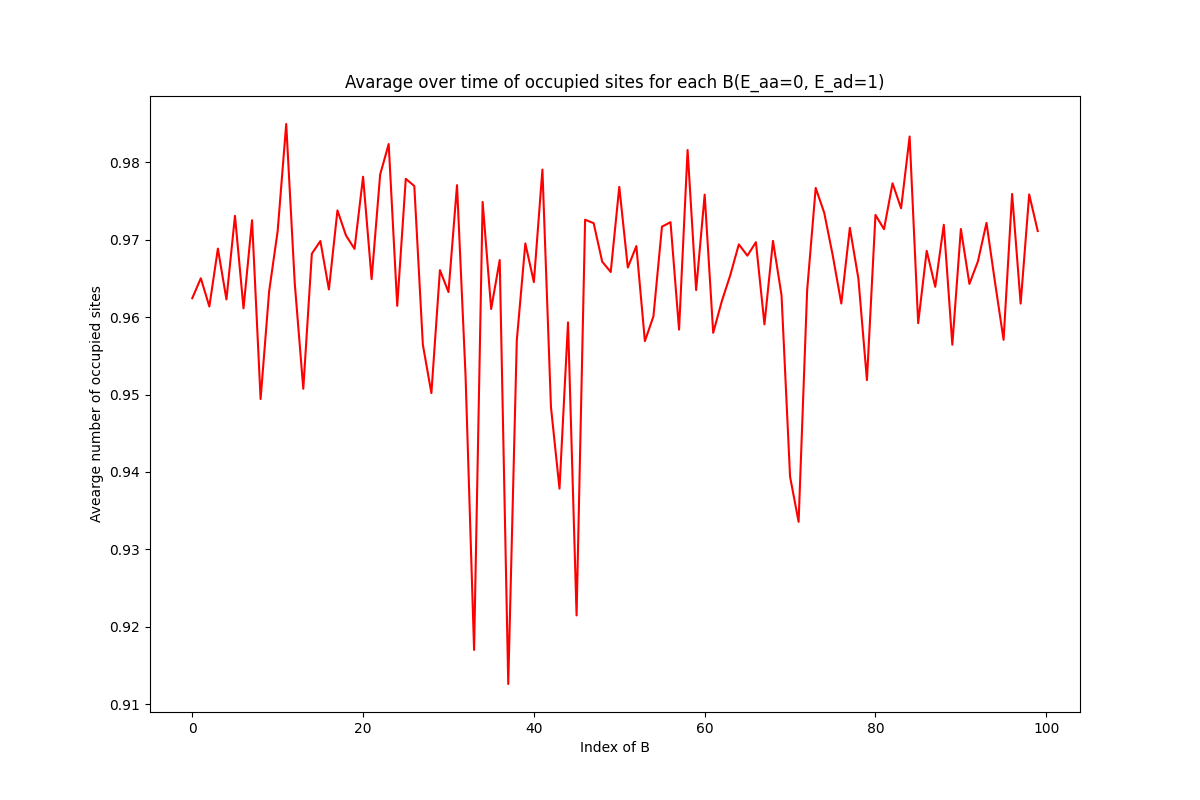 Avarage over time of occupied sites for each B(E_aa=0, E_ad=1)
Avearge number of occupied sites
0.98
0.97
0.96
0.95
0.94
0.93
0.92
0.91
0 20 40 60 80 100
Index of B